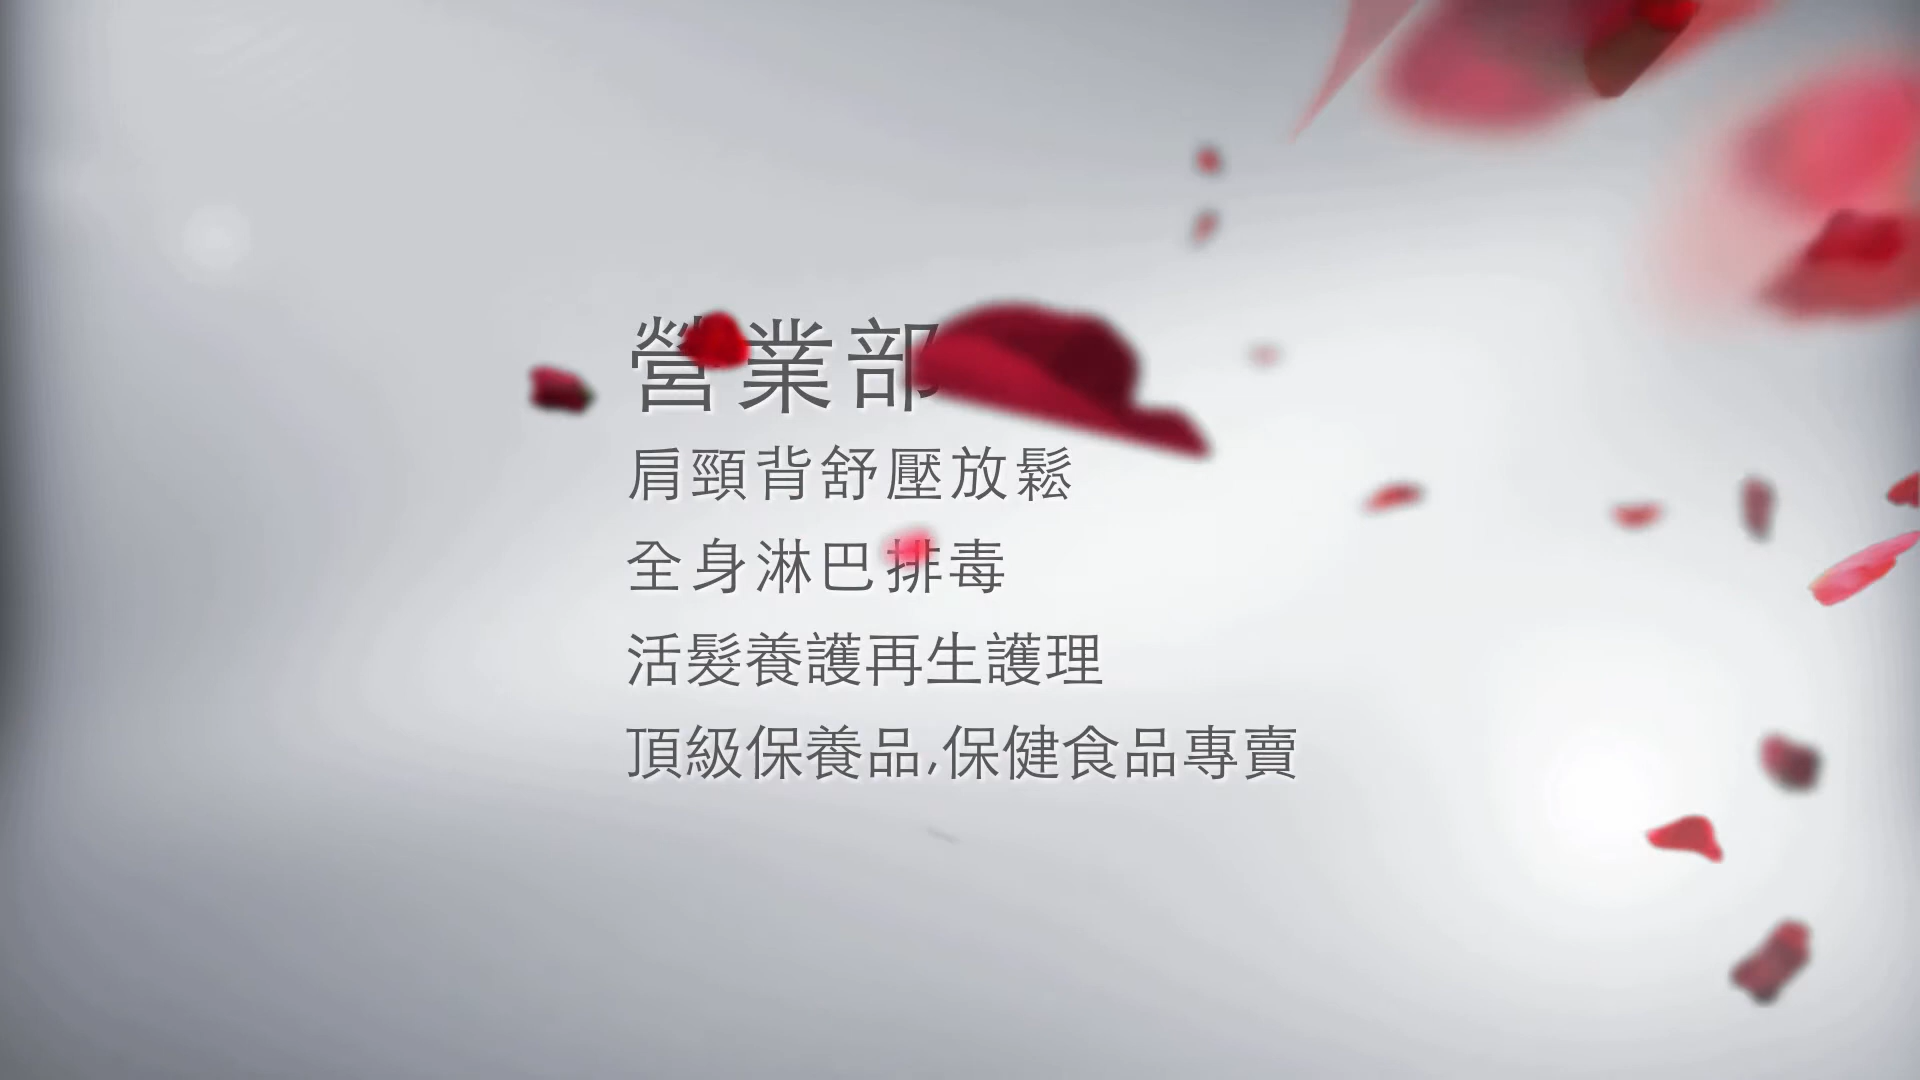 營業部
肩頸背舒壓放鬆
全身淋巴排毒
活髮養護再生護理
頂級保養品,保健食品專賣